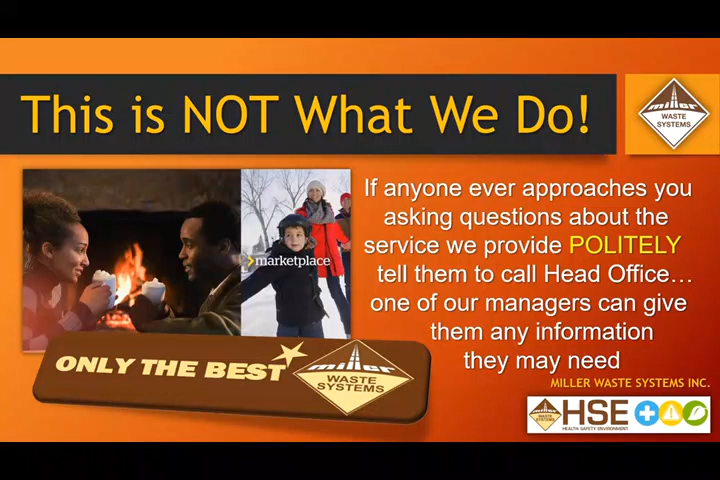 This is NOT What We Do!
miller
WASTE
SYSTEMS
If anyone ever approaches you
asking questions about the
service we provide POLITELY
tell them to call Head Office...
one of our managers can give
them any information
they may need
marketplace
ONLY THE BEST
miller
WASTE
SYSTEMS
MILLER WASTE SYSTEMS INC.
miller
WASTE
SYSTEMS
HSE
HEALTH. SAFETY. ENVIRONMENT.